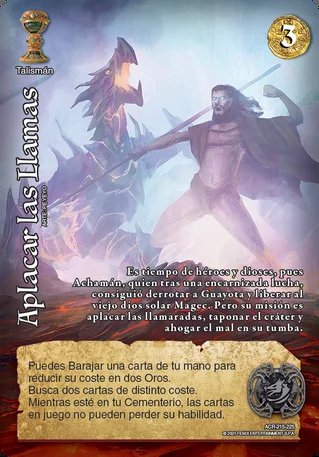 3
Talismán
Aplacar las Llamas
Es tiempo de héroes y dioses, pues
Achamán, quien tras una encarnizada lucha,
consiguió derrotar a Guayota y liberar al
viejo dios solar Magec. Pero su misión es
aplacar las llamaradas, taponar el cráter y
ahogar el mal en su tumba.
Puedes Barajar una carta de tu mano para
reducir su coste en dos Oros.
Busca dos cartas de distinto coste.
Mientras esté en tu Cementerio, las cartas
en juego no pueden perder su habilidad.
ACR-215-225
© 2021 FENIX ENTERTAINMENT S.P.A.